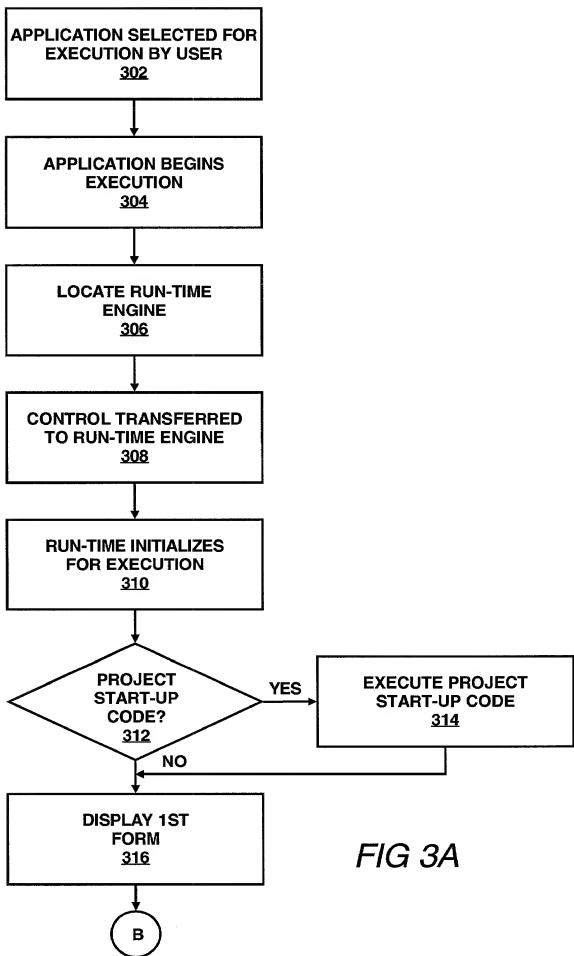 APPLICATION SELECTED FOR
EXECUTION BY USER
302
APPLICATION BEGINS
EXECUTION
304
LOCATE RUN-TIME
ENGINE
306
CONTROL TRANSFERRED
TO RUN-TIME ENGINE
308
RUN-TIME INITIALIZES
FOR EXECUTION
310
PROJECT
START-UP
CODE?
312
YES
EXECUTE PROJECT
START-UP CODE
314
NO
DISPLAY 1ST
FORM
316
FIG 3A
B